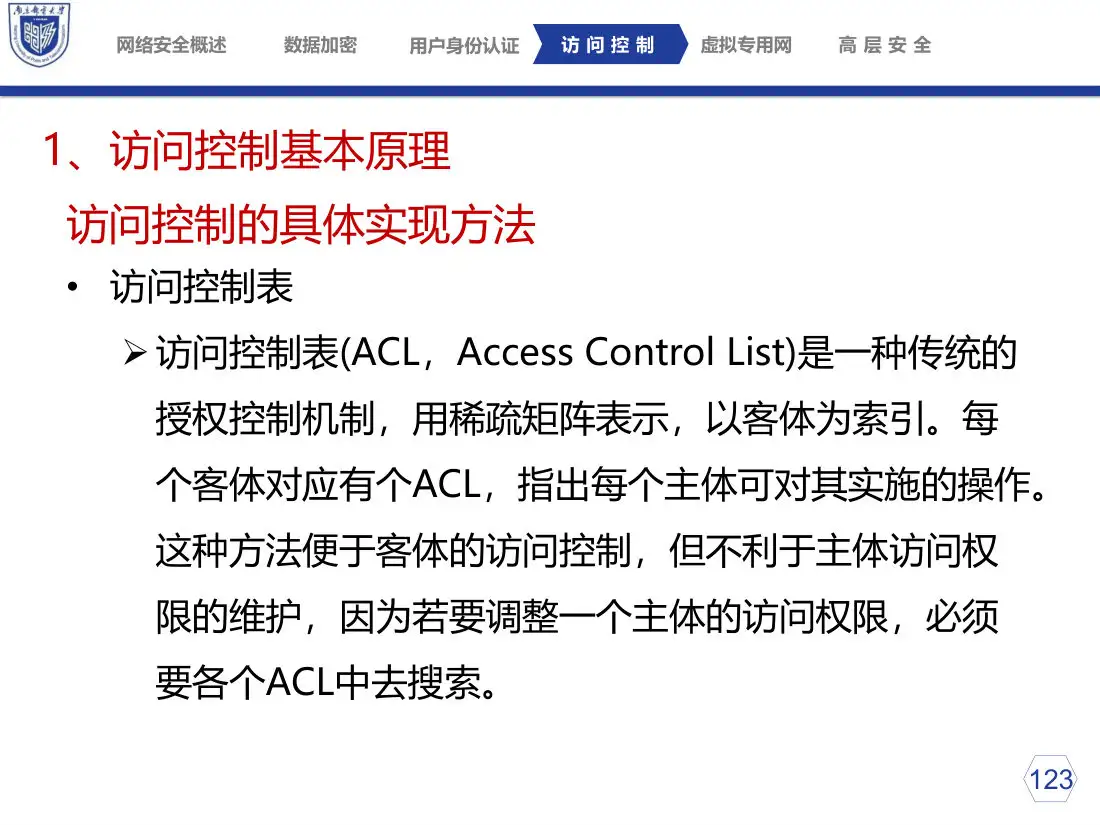 南京邮电大学
网络安全概述 数据加密 用户身份认证 访问控制 虚拟专用网 高层安全
1、访问控制基本原理
访问控制的具体实现方法
• 访问控制表
➢ 访问控制表(ACL，Access Control List)是一种传统的
授权控制机制，用稀疏矩阵表示，以客体为索引。每
个客体对应有个ACL，指出每个主体可对其实施的操作。
这种方法便于客体的访问控制，但不利于主体访问权
限的维护，因为若要调整一个主体的访问权限，必须
要各个ACL中去搜索。
123